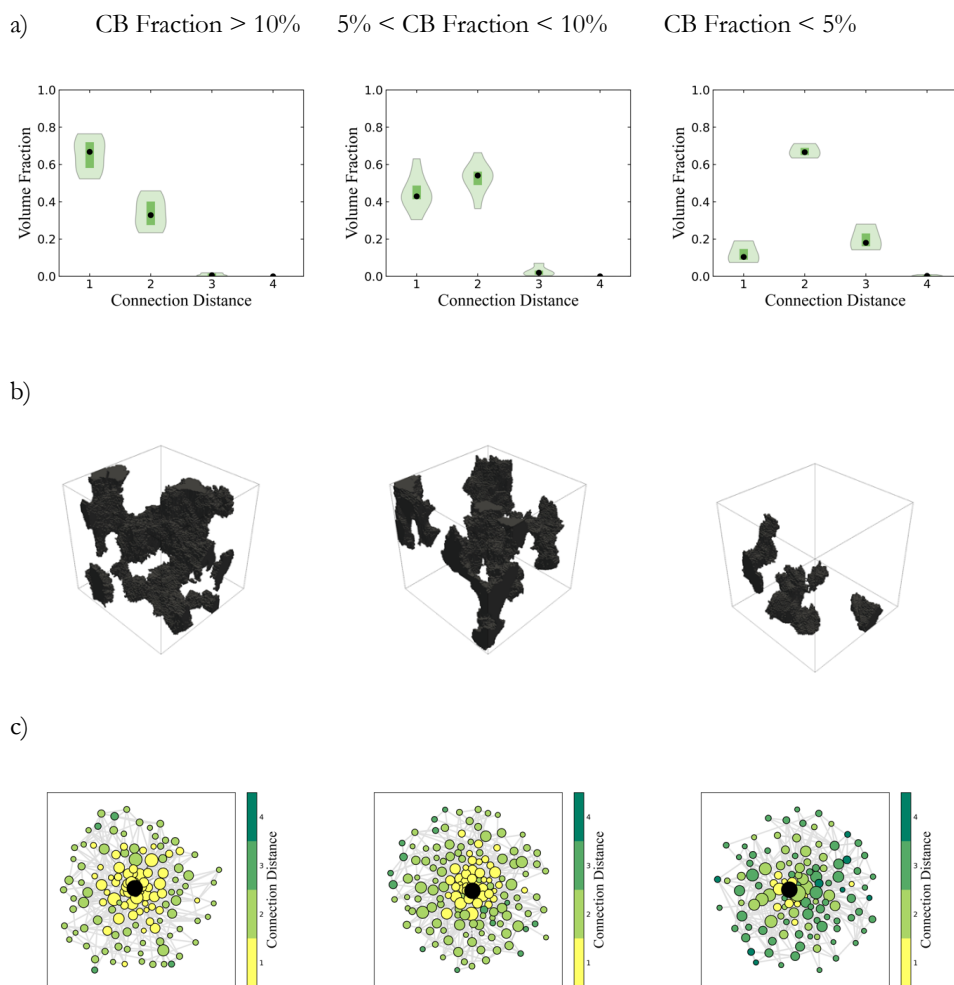 a) CB Fraction > 10% 5% < CB Fraction < 10% CB Fraction < 5%
1.0
0.8
0.6
0.4
0.2
0.0
Volume Fraction
1 2 3 4
Connection Distance
1.0
0.8
0.6
0.4
0.2
0.0
Volume Fraction
1 2 3 4
Connection Distance
1.0
0.8
0.6
0.4
0.2
0.0
Volume Fraction
1 2 3 4
Connection Distance
b)
c)
4
3
2
1
Connection Distance
4
3
2
1
Connection Distance
4
3
2
1
Connection Distance